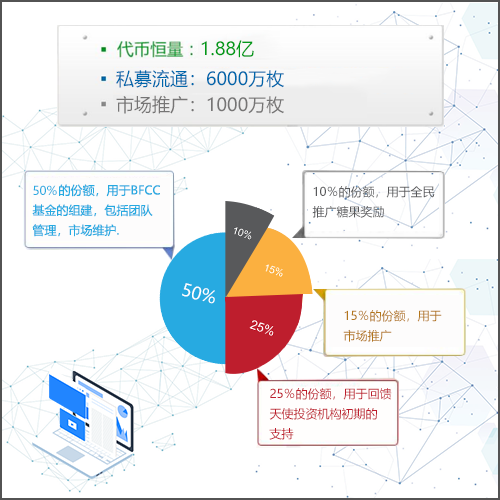 代币恒量：1.88亿
私募流通：6000万枚
市场推广：1000万枚
50%的份额，用于BFCC
基金的组建，包括团队
管理，市场维护.
10%的份额，用于全民
推广糖果奖励
10%
15%
50%
25%
15%的份额，用于
市场推广
25%的份额，用于回馈
天使投资机构初期的
支持